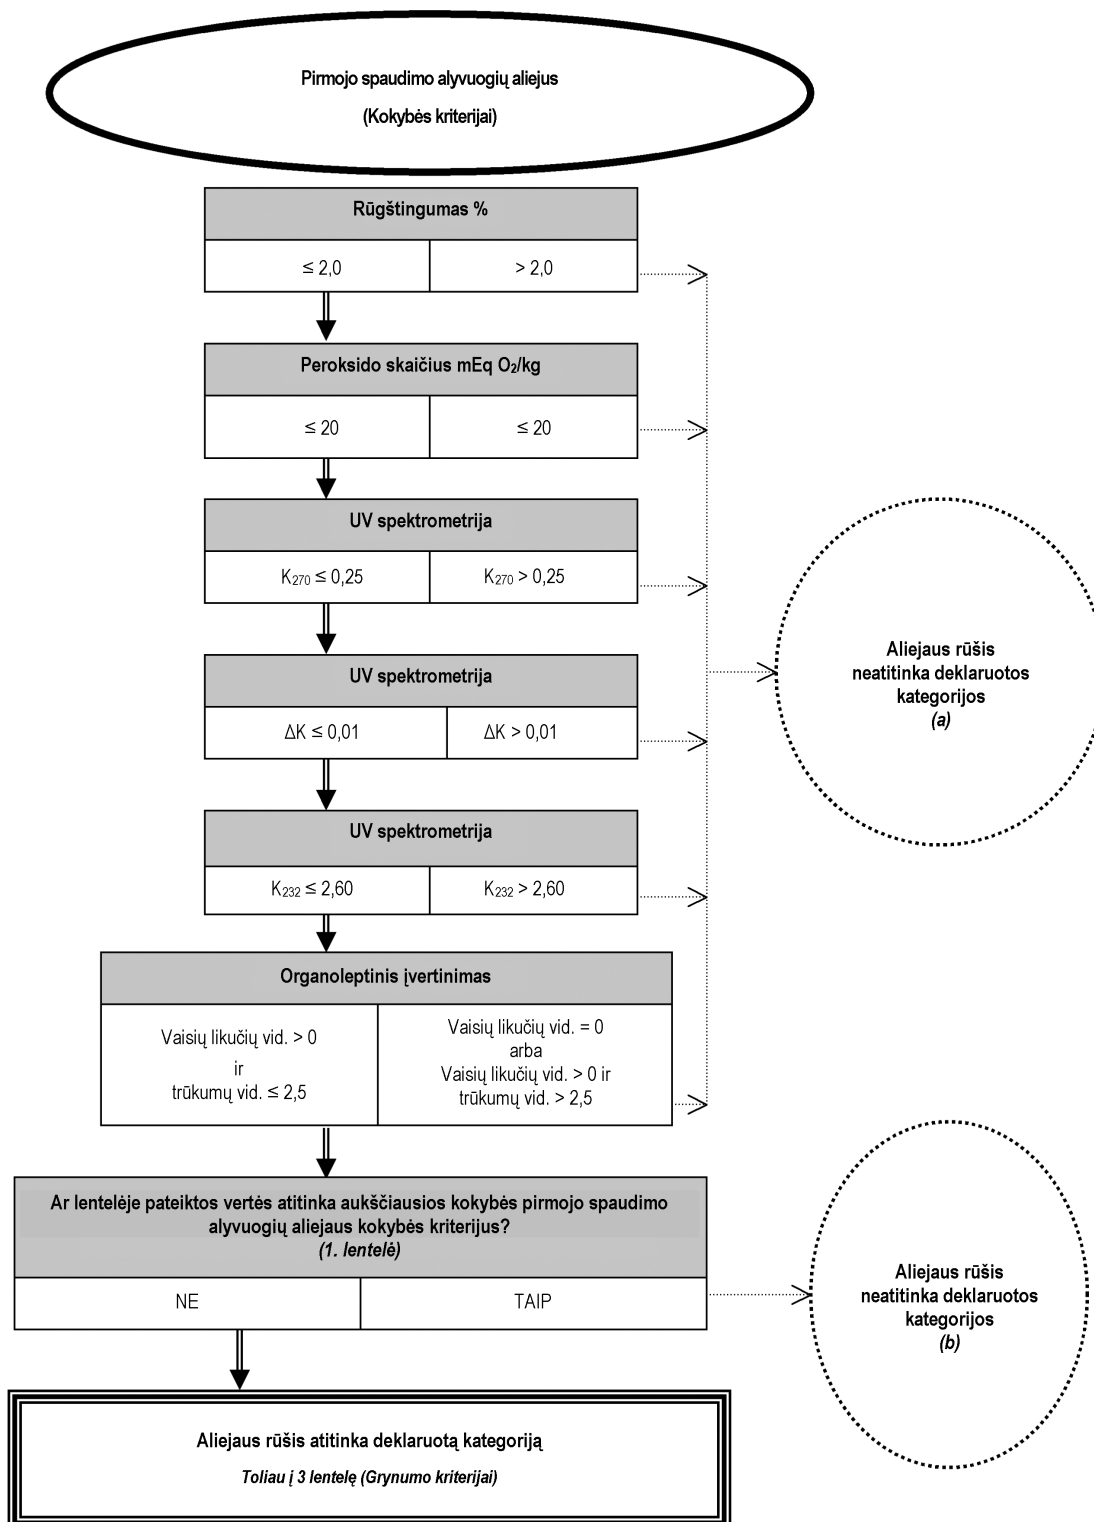 Pirmojo spaudimo alyvuogių aliejus
(Kokybės kriterijai)
Rūgštingumas %
≤ 2,0
> 2,0
Peroksido skaičius mEq O₂/kg
≤ 20
≤ 20
UV spektrometrija
K₂₇₀ ≤ 0,25
K₂₇₀ > 0,25
UV spektrometrija
ΔK ≤ 0,01
ΔK > 0,01
UV spektrometrija
K₂₃₂ ≤ 2,60
K₂₃₂ > 2,60
Aliejaus rūšis
neatitinka deklaruotos
kategorijos
(a)
Organoleptinis įvertinimas
Vaisių likučių vid. > 0
ir
trūkumų vid. ≤ 2,5
Vaisių likučių vid. = 0
arba
Vaisių likučių vid. > 0 ir
trūkumų vid. > 2,5
Ar lentelėje pateiktos vertės atitinka aukščiausios kokybės pirmojo spaudimo
alyvuogių aliejaus kokybės kriterijus?
(1. lentelė)
NE
TAIP
Aliejaus rūšis
neatitinka deklaruotos
kategorijos
(b)
Aliejaus rūšis atitinka deklaruotą kategoriją
Toliau į 3 lentelę (Grynumo kriterijai)